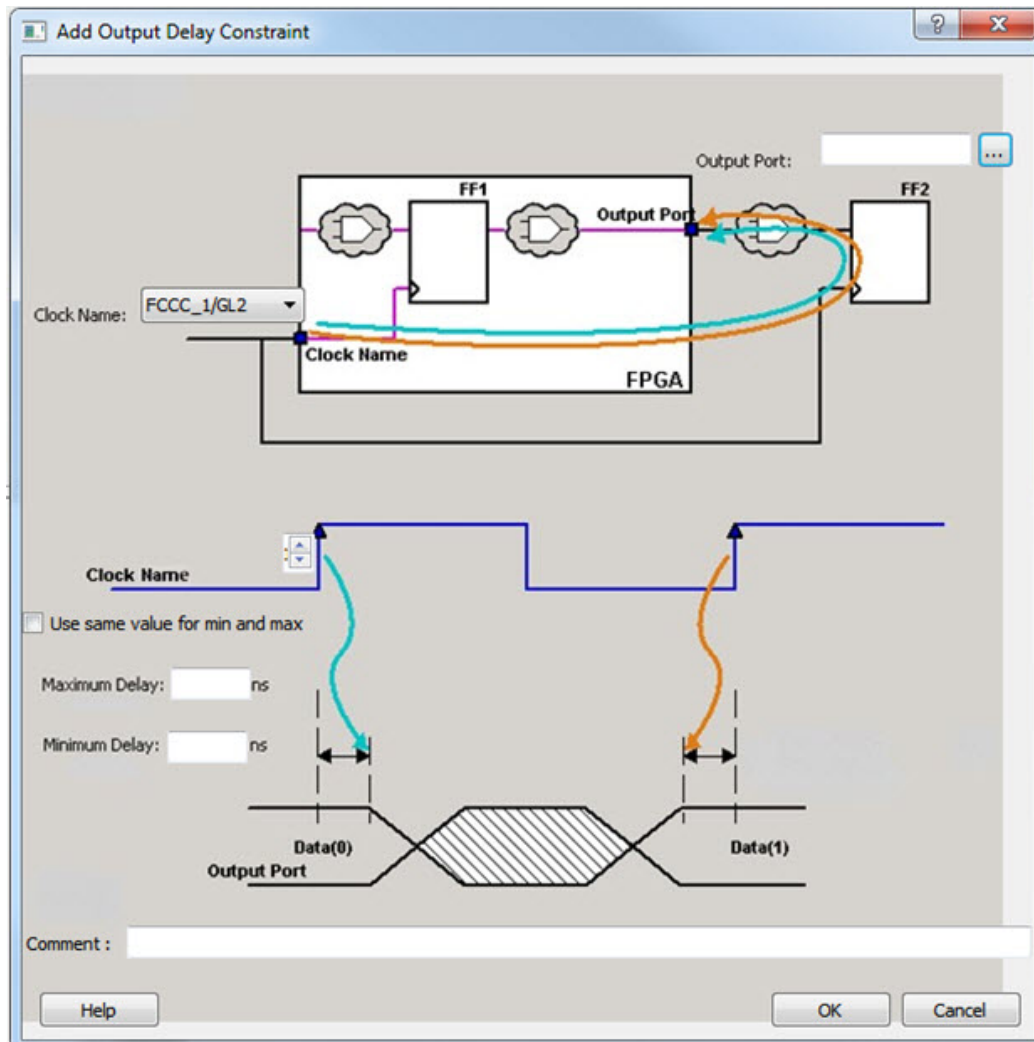 Add Output Delay Constraint
Output Port:
...
FF1
FF2
Output Port
Clock Name:
FCCC_1/GL2
Clock Name
FPGA
Clock Name
Use same value for min and max
Maximum Delay:
ns
Minimum Delay:
ns
Data(0)
Data(1)
Output Port
Comment :
Help
OK
Cancel